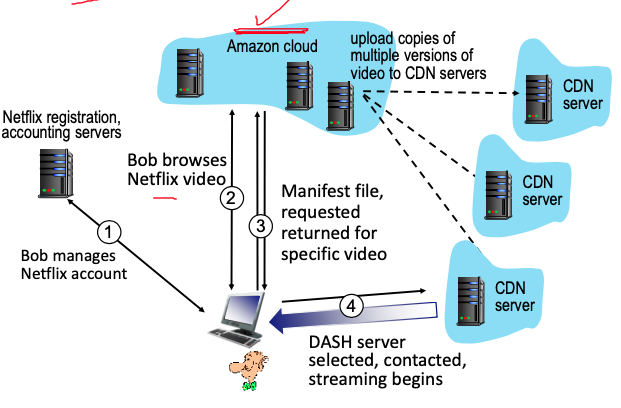 Amazon cloud
upload copies of
multiple versions of
video to CDN servers
CDN
server
Netflix registration,
accounting servers
Bob browses
Netflix video
2
3
Manifest file,
requested
returned for
specific video
CDN
server
1
Bob manages
Netflix account
CDN
server
4
DASH server
selected, contacted,
streaming begins